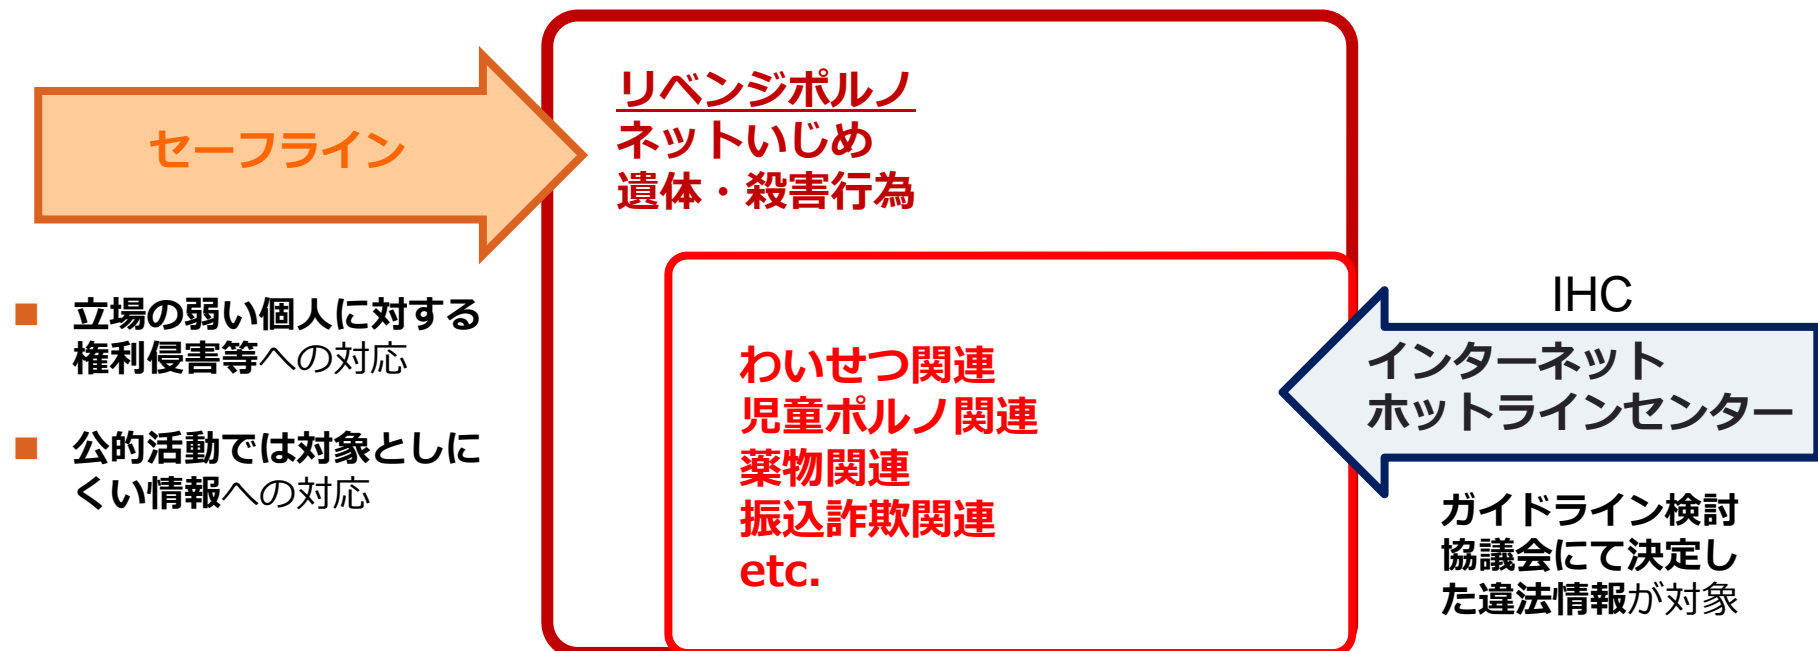 セーフライン
■ 立場の弱い個人に対する
権利侵害等への対応
■ 公的活動では対象としに
くい情報への対応
リベンジポルノ
ネットいじめ
遺体・殺害行為
わいせつ関連
児童ポルノ関連
薬物関連
振込詐欺関連
etc.
IHC
インターネット
ホットラインセンター
ガイドライン検討
協議会にて決定し
た違法情報が対象